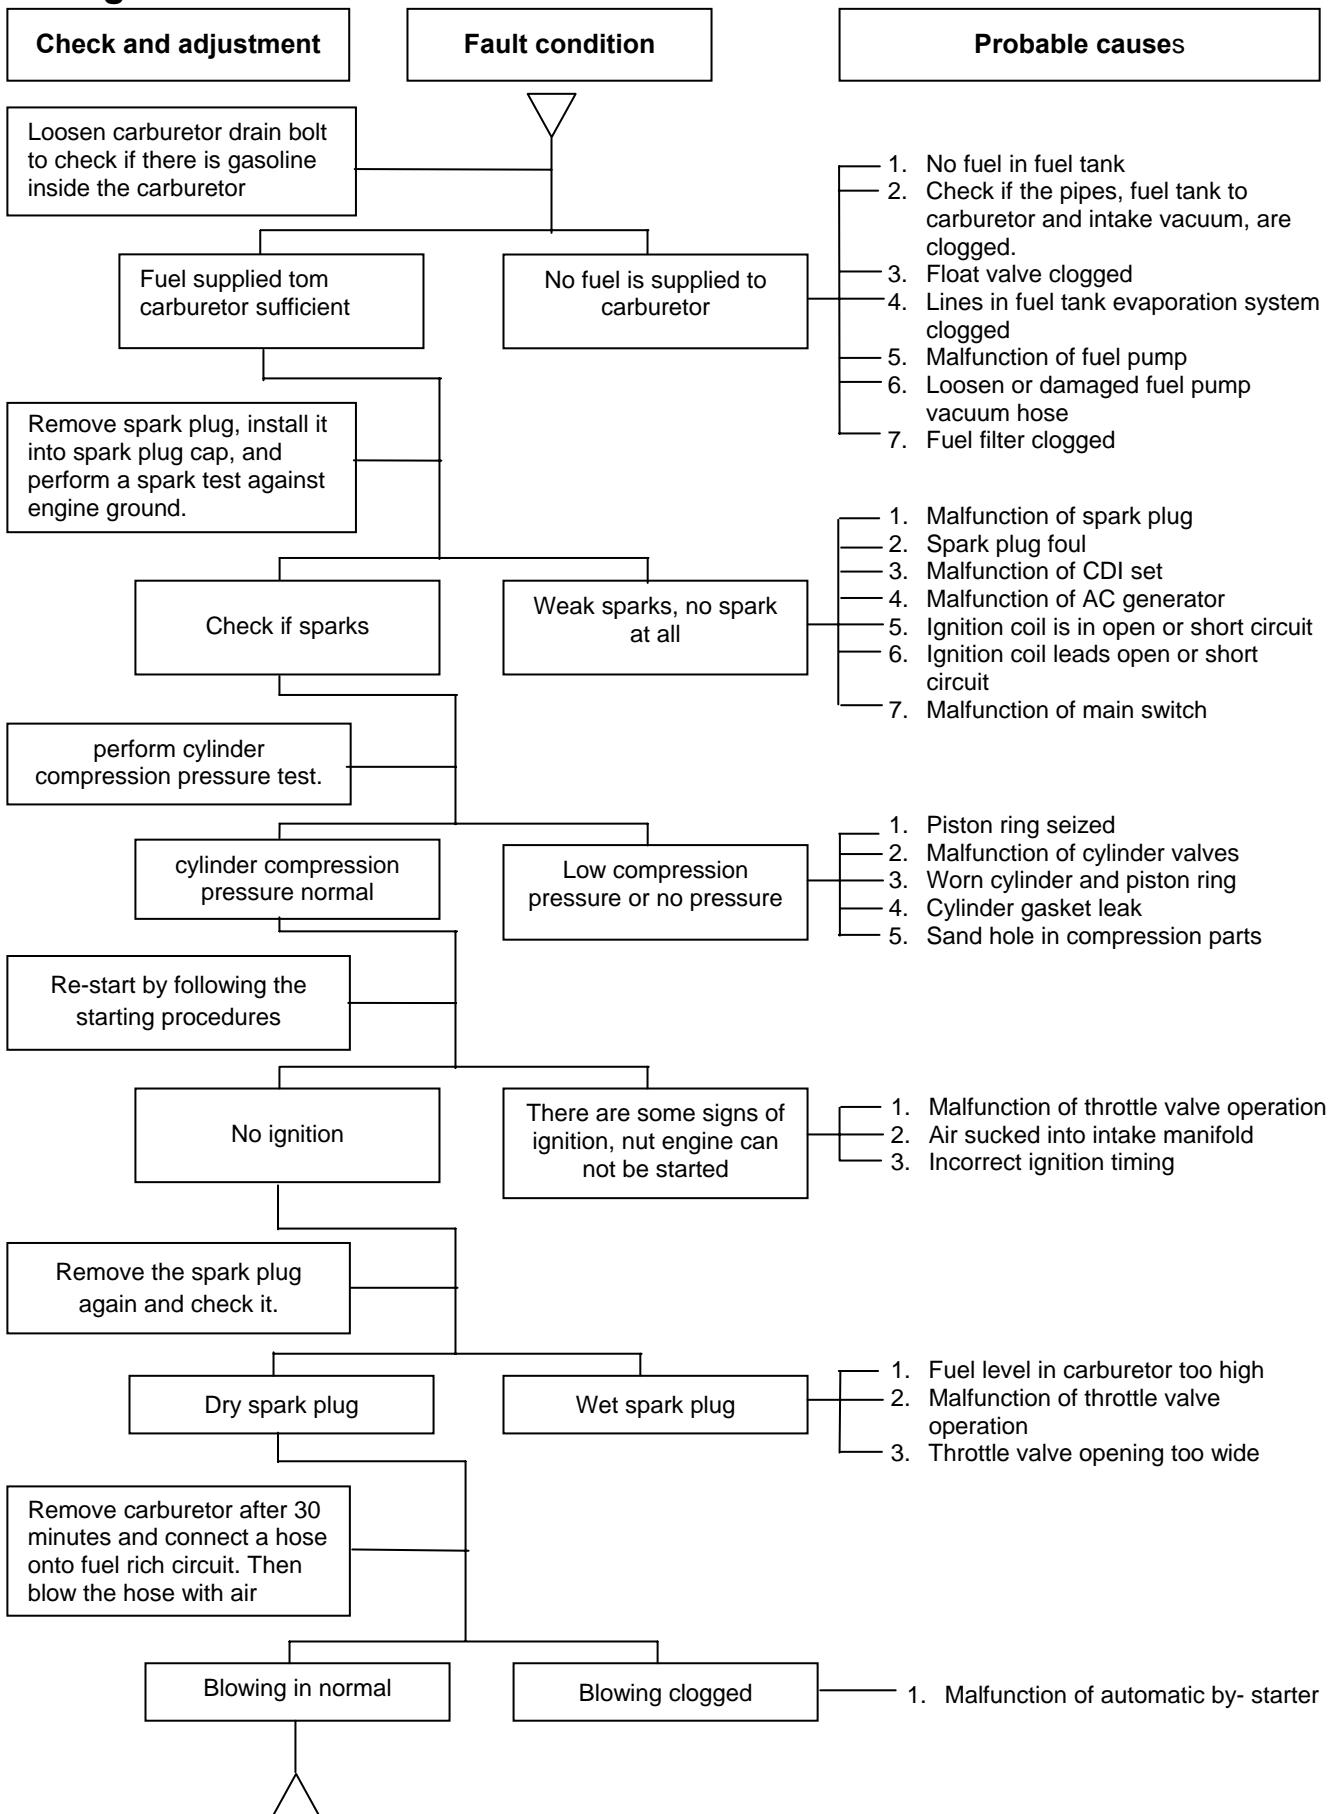 Check and adjustment
Fault condition
Probable causes
Loosen carburetor drain bolt
to check if there is gasoline
inside the carburetor
1. No fuel in fuel tank
2. Check if the pipes, fuel tank to
carburetor and intake vacuum, are
clogged.
3. Float valve clogged
4. Lines in fuel tank evaporation system
clogged
5. Malfunction of fuel pump
6. Loosen or damaged fuel pump
vacuum hose
7. Fuel filter clogged
Fuel supplied tom
carburetor sufficient
No fuel is supplied to
carburetor
Remove spark plug, install it
into spark plug cap, and
perform a spark test against
engine ground.
1. Malfunction of spark plug
2. Spark plug foul
3. Malfunction of CDI set
4. Malfunction of AC generator
5. Ignition coil is in open or short circuit
6. Ignition coil leads open or short
circuit
7. Malfunction of main switch
Check if sparks
Weak sparks, no spark
at all
perform cylinder
compression pressure test.
1. Piston ring seized
2. Malfunction of cylinder valves
3. Worn cylinder and piston ring
4. Cylinder gasket leak
5. Sand hole in compression parts
cylinder compression
pressure normal
Low compression
pressure or no pressure
Re-start by following the
starting procedures
No ignition
There are some signs of
ignition, nut engine can
not be started
1. Malfunction of throttle valve operation
2. Air sucked into intake manifold
3. Incorrect ignition timing
Remove the spark plug
again and check it.
Dry spark plug
Wet spark plug
1. Fuel level in carburetor too high
2. Malfunction of throttle valve
operation
3. Throttle valve opening too wide
Remove carburetor after 30
minutes and connect a hose
onto fuel rich circuit. Then
blow the hose with air
Blowing in normal
Blowing clogged
1. Malfunction of automatic by- starter